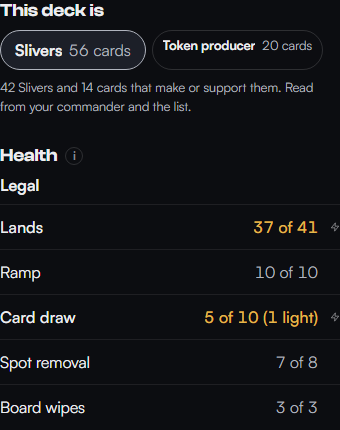 This deck is
Slivers 56 cards
Token producer 20 cards
42 Slivers and 14 cards that make or support them. Read
from your commander and the list.
Health i
Legal
Lands 37 of 41
Ramp 10 of 10
Card draw 5 of 10 (1 light)
Spot removal 7 of 8
Board wipes 3 of 3